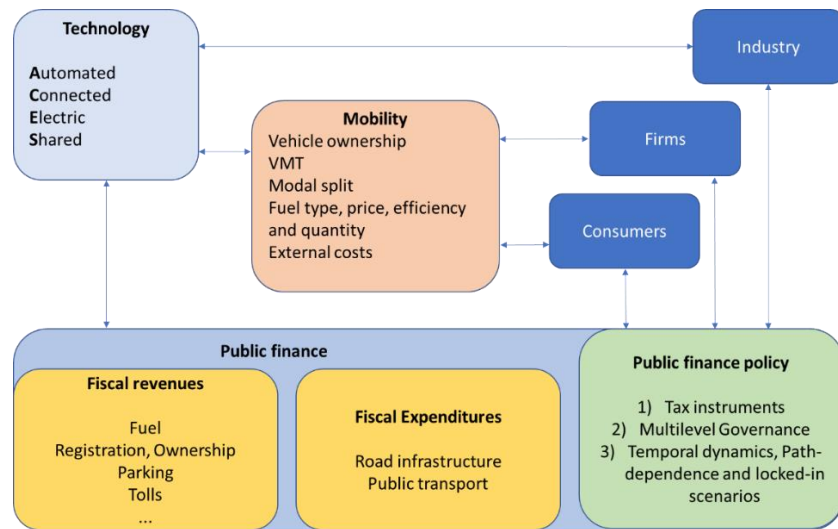 Technology
Automated
Connected
Electric
Shared
Industry
Mobility
Vehicle ownership
VMT
Modal split
Fuel type, price, efficiency
and quantity
External costs
Firms
Consumers
Public finance
Fiscal revenues
Fuel
Registration, Ownership
Parking
Tolls
...
Fiscal Expenditures
Road infrastructure
Public transport
Public finance policy
1) Tax instruments
2) Multilevel Governance
3) Temporal dynamics, Path-
dependence and locked-in
scenarios